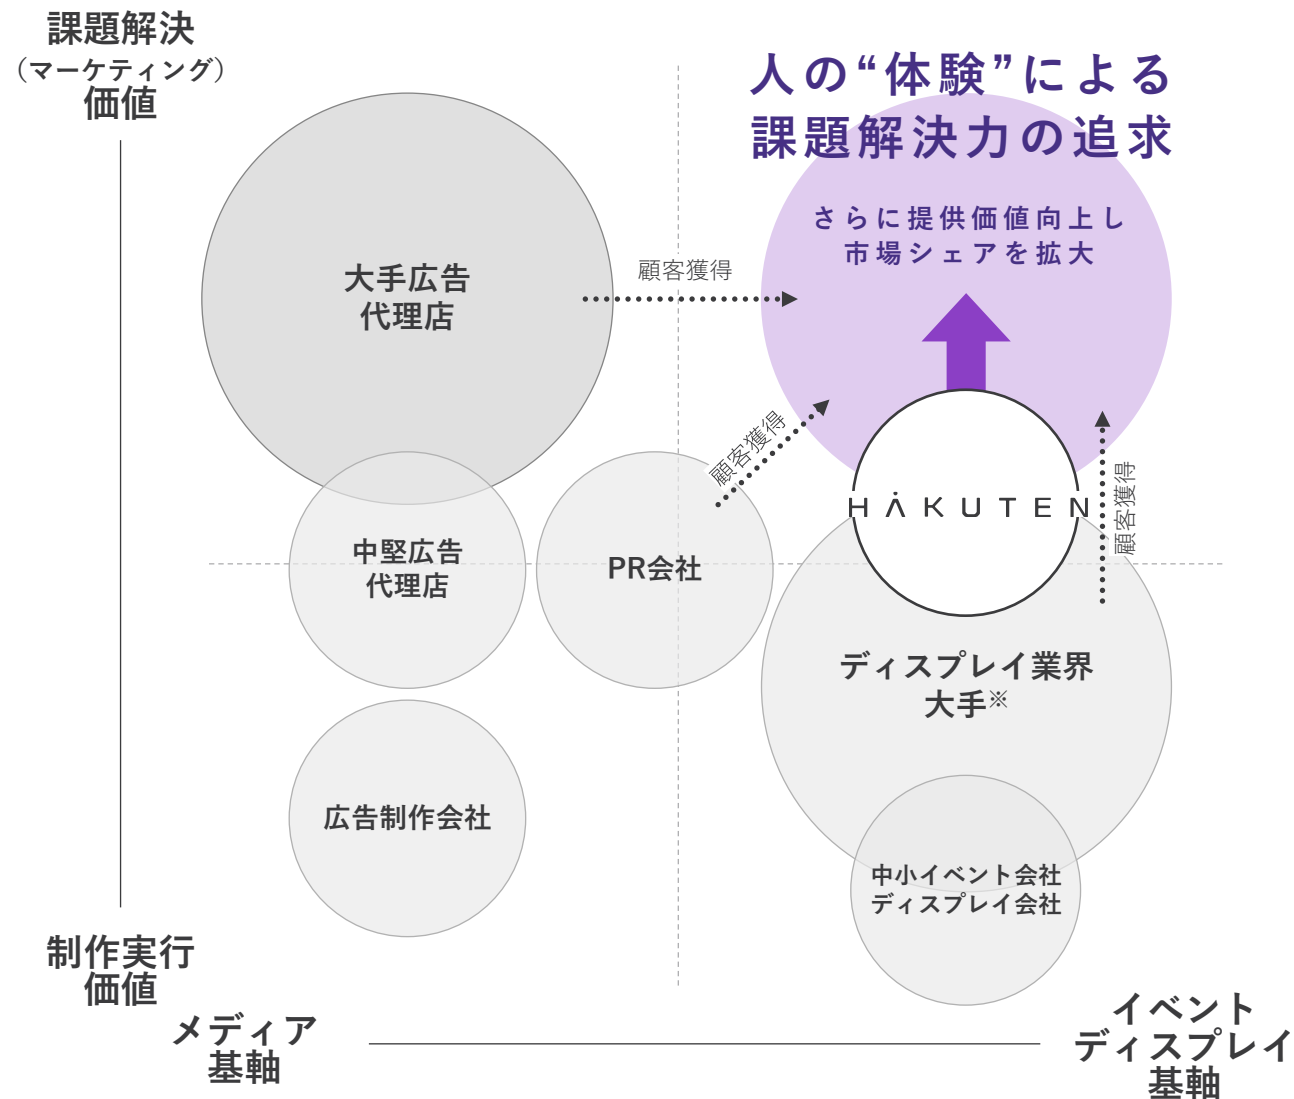 課題解決
（マーケティング）
価値
人の“体験”による
課題解決力の追求
さらに提供価値向上し
市場シェアを拡大
大手広告
代理店
顧客獲得
顧客獲得
顧客獲得
HAKUTEN
中堅広告
代理店
PR会社
ディスプレイ業界
大手※
広告制作会社
中小イベント会社
ディスプレイ会社
制作実行
価値
メディア
基軸
イベント
ディスプレイ
基軸